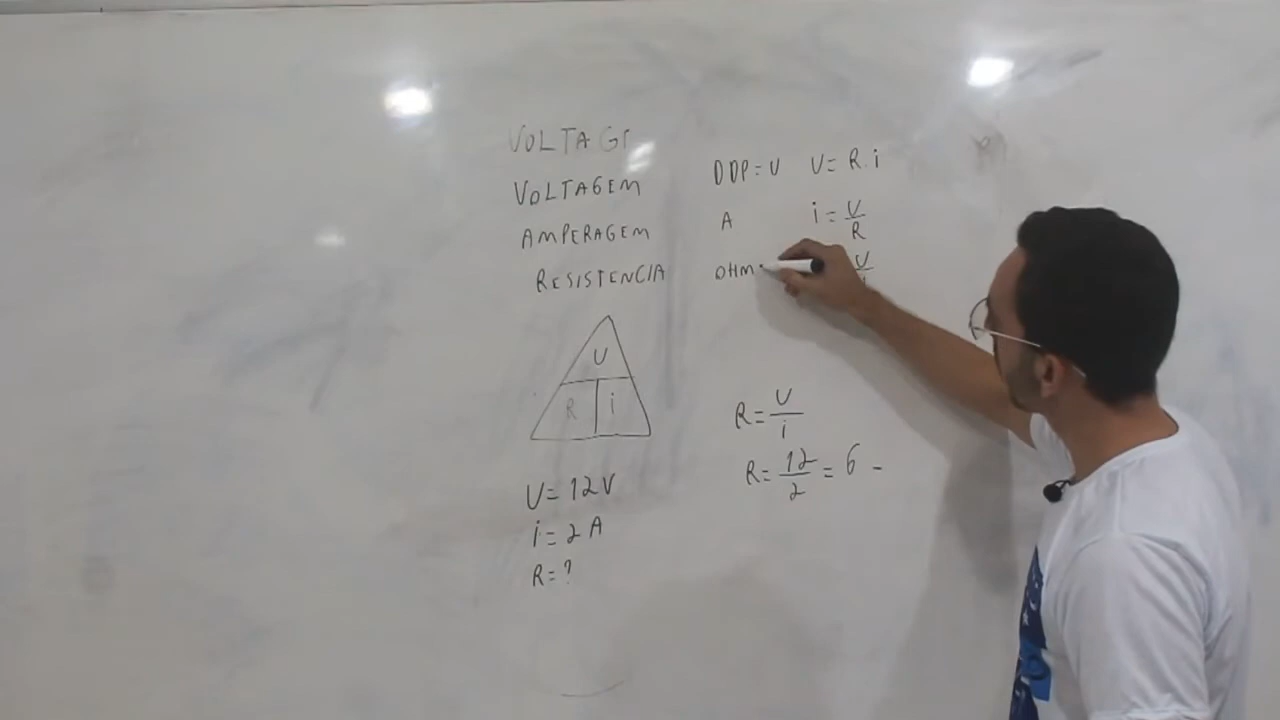 VOLTAGE
VOLTAGEM
AMPERAGEM
RESISTENCIA
DDP = U U = R.i
A i = U/R
OHM U
U
R i
U = 12V
i = 2 A
R = ?
R = U/i
R = 12/2 = 6 -